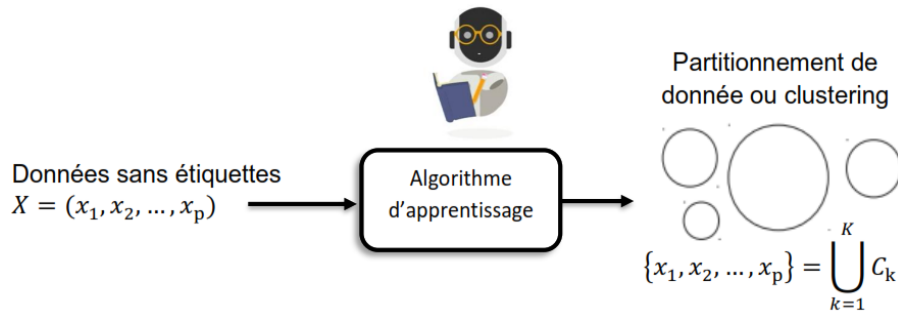 Partitionnement de
donnée ou clustering
Données sans étiquettes
X = (x₁, x₂, …, xₚ)
Algorithme
d’apprentissage
{x₁, x₂, …, xₚ} = ⋃ₖ₌₁ᴷ Cₖ